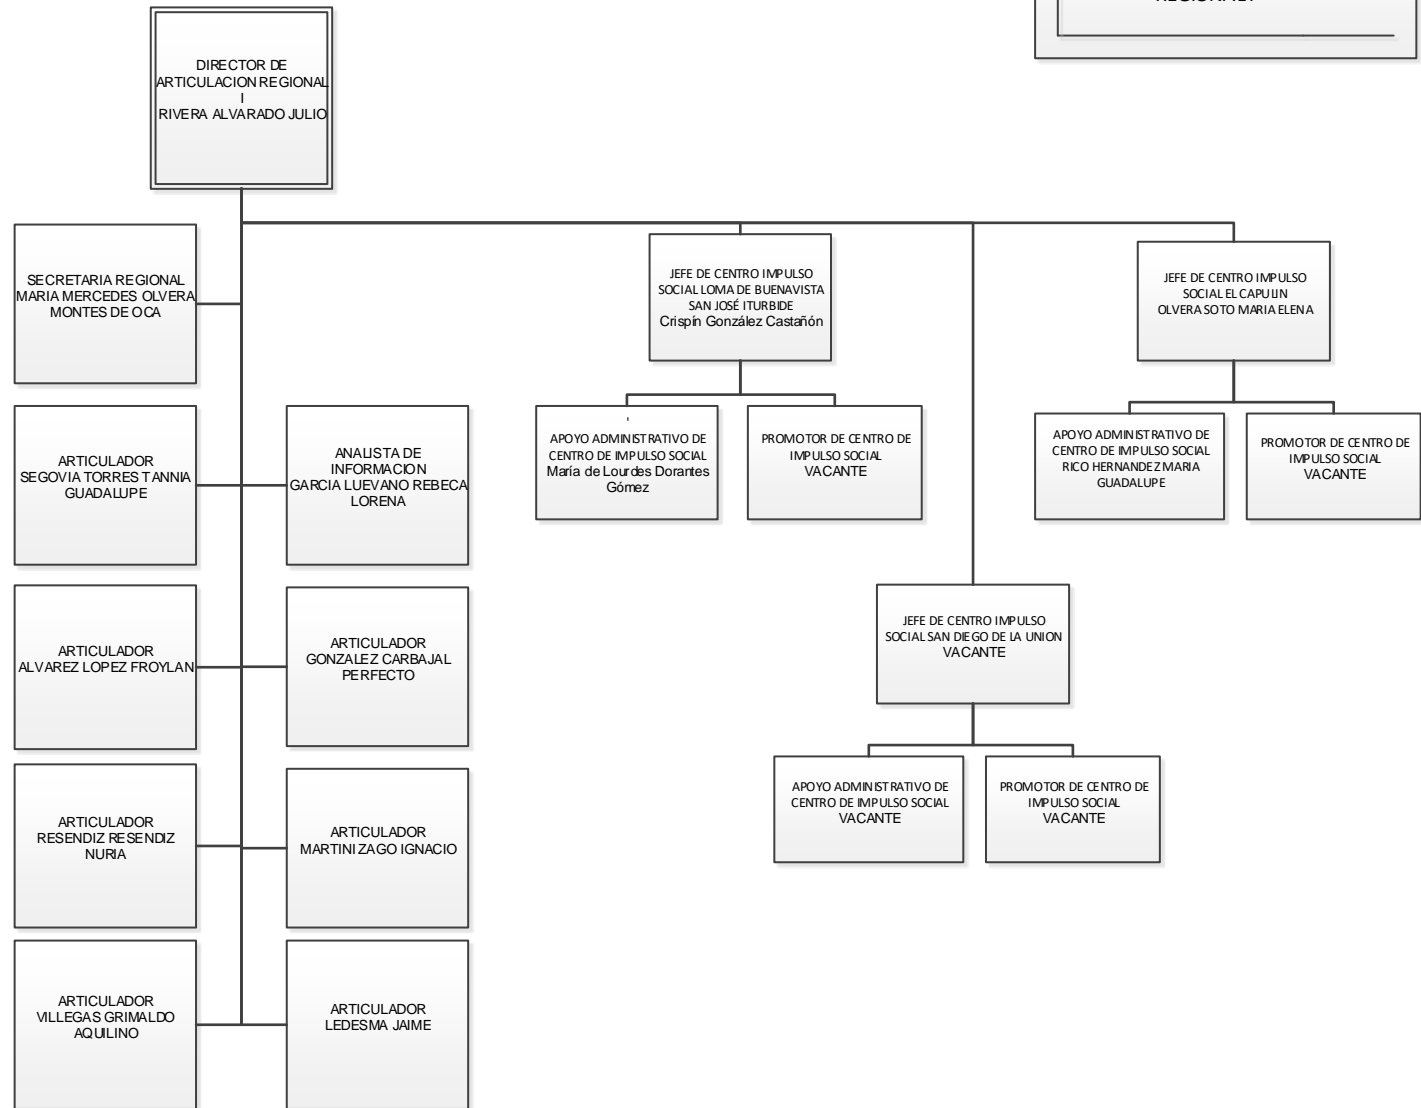 DIRECTOR DE
ARTICULACION REGIONAL
I
RIVERA ALVARADO JULIO
SECRETARIA REGIONAL
MARIA MERCEDES OLVERA
MONTES DE OCA
ARTICULADOR
SEGOVIA TORRES TANNIA
GUADALUPE
ANALISTA DE
INFORMACION
GARCIA LUEVANO REBECA
LORENA
ARTICULADOR
ALVAREZ LOPEZ FROYLAN
ARTICULADOR
GONZALEZ CARBAJAL
PERFECTO
ARTICULADOR
RESENDIZ RESENDIZ
NURIA
ARTICULADOR
MARTINI ZAGO IGNACIO
ARTICULADOR
VILLEGAS GRIMALDO
AQUILINO
ARTICULADOR
LEDESMA JAIME
JEFE DE CENTRO IMPULSO
SOCIAL LOMA DE BUENAVISTA
SAN JOSÉ ITURBIDE
Crispín González Castañón
APOYO ADMINISTRATIVO DE
CENTRO DE IMPULSO SOCIAL
María de Lourdes Dorantes
Gómez
PROMOTOR DE CENTRO DE
IMPULSO SOCIAL
VACANTE
JEFE DE CENTRO IMPULSO
SOCIAL SAN DIEGO DE LA UNION
VACANTE
APOYO ADMINISTRATIVO DE
CENTRO DE IMPULSO SOCIAL
VACANTE
PROMOTOR DE CENTRO DE
IMPULSO SOCIAL
VACANTE
JEFE DE CENTRO IMPULSO
SOCIAL EL CAPULIN
OLVERA SOTO MARIA ELENA
APOYO ADMINISTRATIVO DE
CENTRO DE IMPULSO SOCIAL
RICO HERNANDEZ MARIA
GUADALUPE
PROMOTOR DE CENTRO DE
IMPULSO SOCIAL
VACANTE